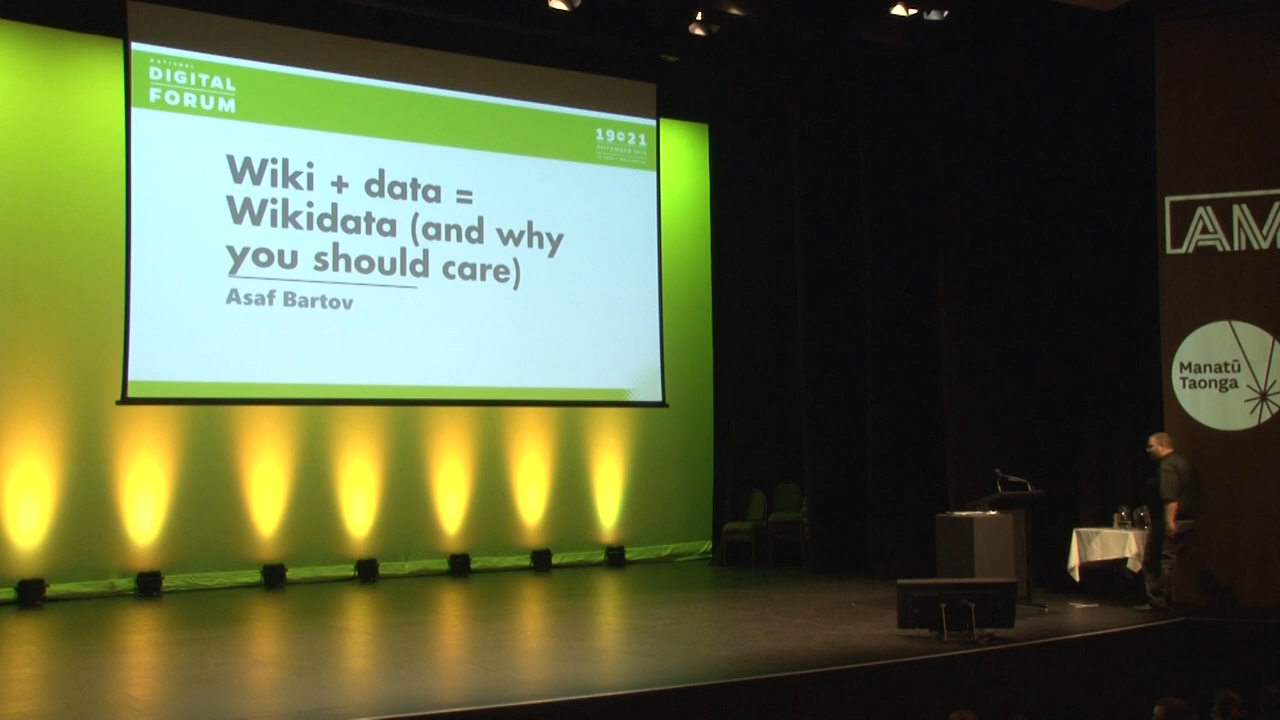 NATIONAL
DIGITAL
FORUM
19 21
Wiki + data =
Wikidata (and why
you should care)
Asaf Bartov
AM
Manatū
Taonga